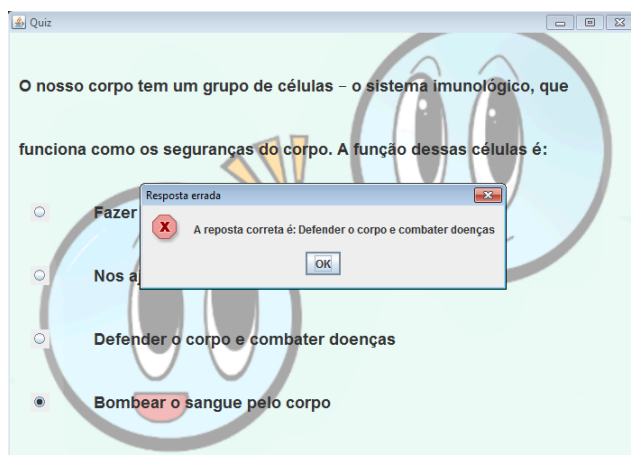 Quiz
O nosso corpo tem um grupo de células – o sistema imunológico, que
funciona como os seguranças do corpo. A função dessas células é:
Resposta errada
Fazer
A reposta correta é: Defender o corpo e combater doenças
OK
Nos aj
Defender o corpo e combater doenças
Bombear o sangue pelo corpo